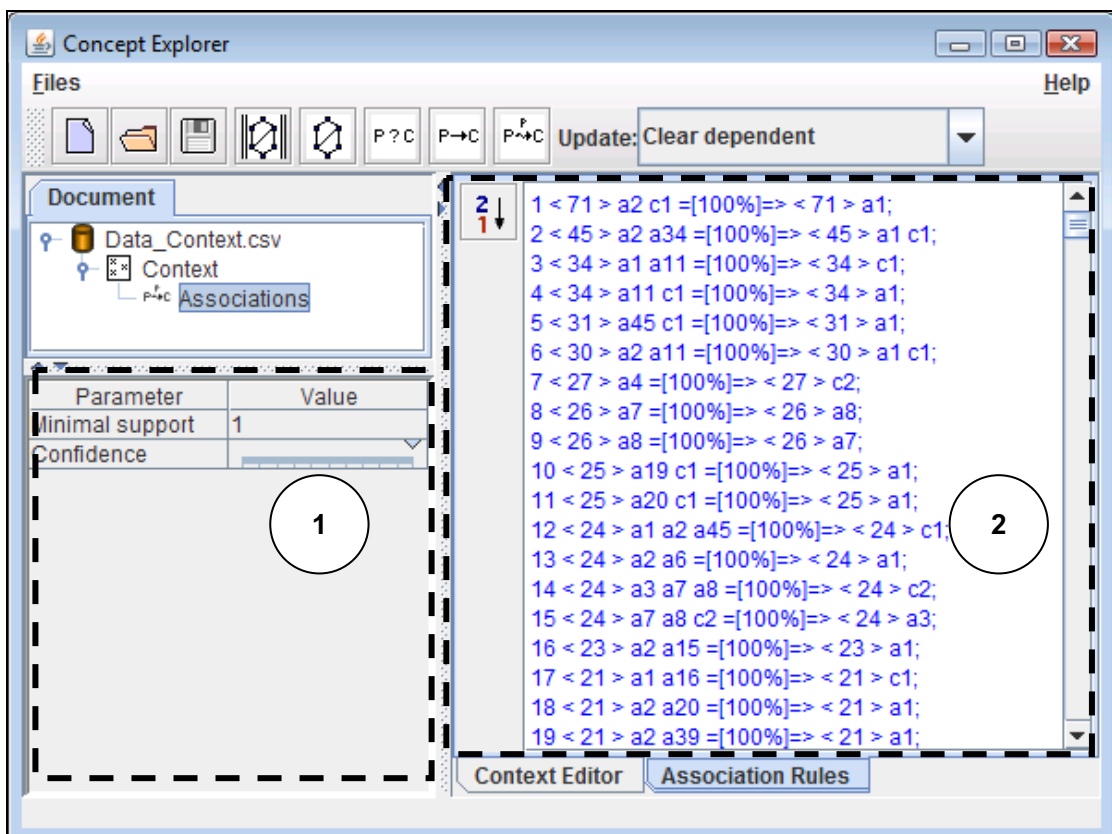 Concept Explorer
Files Help
P?C P→C P→C Update: Clear dependent
Document
Data_Context.csv
Context
P→C Associations
Parameter Value
Minimal support 1
Confidence
1
2 1
1 < 71 > a2 c1 =[100%]=> < 71 > a1;
2 < 45 > a2 a34 =[100%]=> < 45 > a1 c1;
3 < 34 > a1 a11 =[100%]=> < 34 > c1;
4 < 34 > a11 c1 =[100%]=> < 34 > a1;
5 < 31 > a45 c1 =[100%]=> < 31 > a1;
6 < 30 > a2 a11 =[100%]=> < 30 > a1 c1;
7 < 27 > a4 =[100%]=> < 27 > c2;
8 < 26 > a7 =[100%]=> < 26 > a8;
9 < 26 > a8 =[100%]=> < 26 > a7;
10 < 25 > a19 c1 =[100%]=> < 25 > a1;
11 < 25 > a20 c1 =[100%]=> < 25 > a1;
12 < 24 > a1 a2 a45 =[100%]=> < 24 > c1;
13 < 24 > a2 a6 =[100%]=> < 24 > a1;
14 < 24 > a3 a7 a8 =[100%]=> < 24 > c2;
15 < 24 > a7 a8 c2 =[100%]=> < 24 > a3;
16 < 23 > a2 a15 =[100%]=> < 23 > a1;
17 < 21 > a1 a16 =[100%]=> < 21 > c1;
18 < 21 > a2 a20 =[100%]=> < 21 > a1;
19 < 21 > a2 a39 =[100%]=> < 21 > a1;
2
Context Editor Association Rules